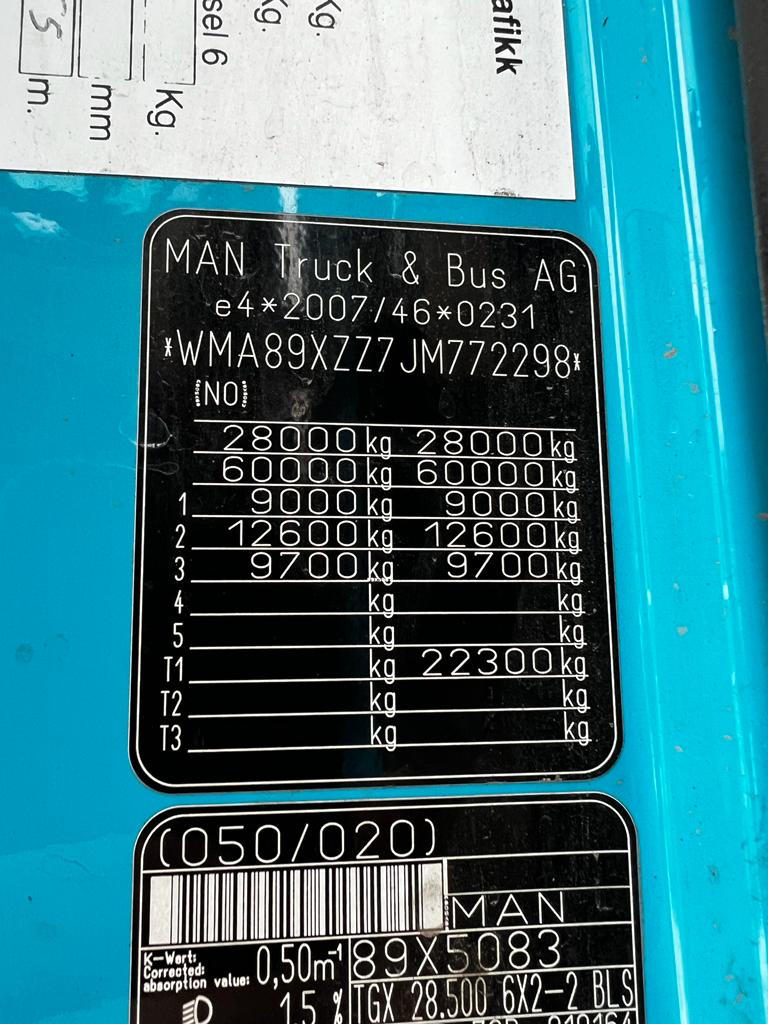 afikk
Kg.
Kg.
sel 6
Kg.
mm
5 m.
MAN Truck & Bus AG
e4*2007/46*0231
*WMA89XZZ7JM772298*
NO
28000 kg 28000 kg
60000 kg 60000 kg
1 9000 kg 9000 kg
2 12600 kg 12600 kg
3 9700 kg 9700 kg
4 kg kg
5 kg kg
T1 kg 22300 kg
T2 kg kg
T3 kg kg
(050/020)
MAN
K-Wert:
Corrected:
absorption value: 0,50m-1
89X5083
1.5 %
TGX 28.500 6X2-2 BLS